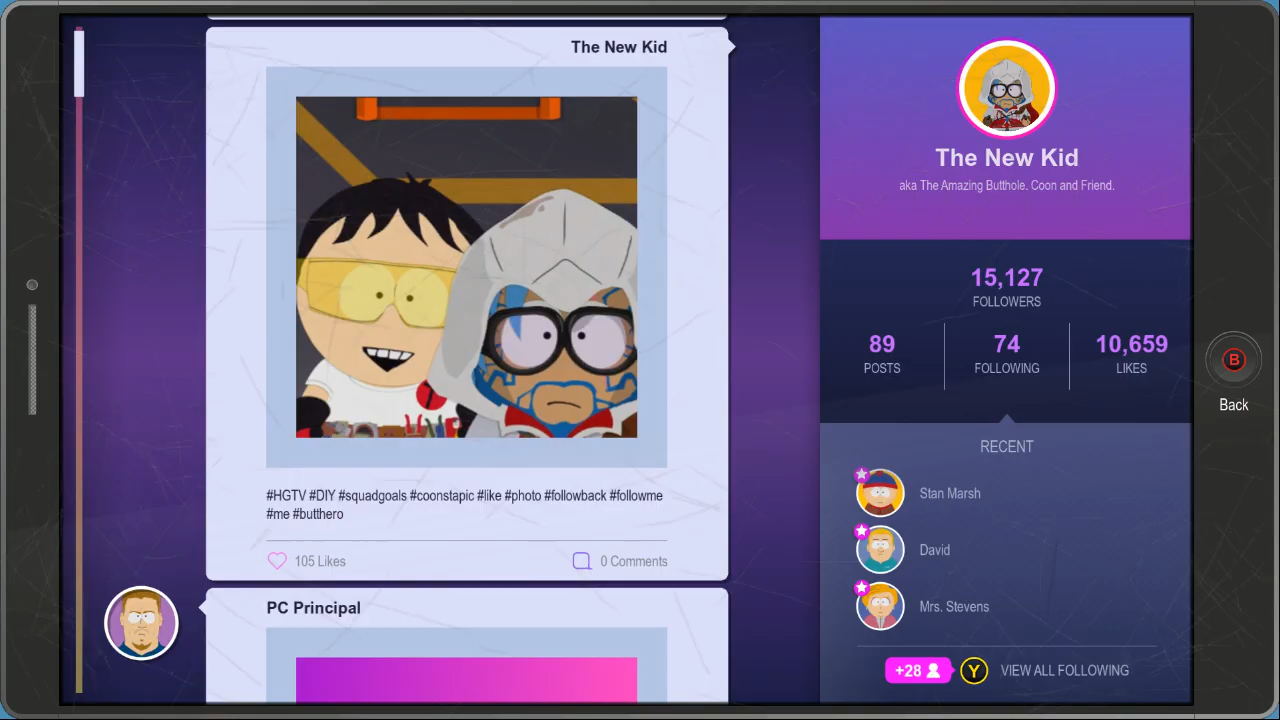 The New Kid
#HGTV #DIY #squadgoals #coonstapic #like #photo #followback #followme
#me #butthero
105 Likes
0 Comments
PC Principal
The New Kid
aka The Amazing Butthole. Coon and Friend.
15,127
FOLLOWERS
89
POSTS
74
FOLLOWING
10,659
LIKES
RECENT
Stan Marsh
David
Mrs. Stevens
+28
Y
VIEW ALL FOLLOWING
B
Back